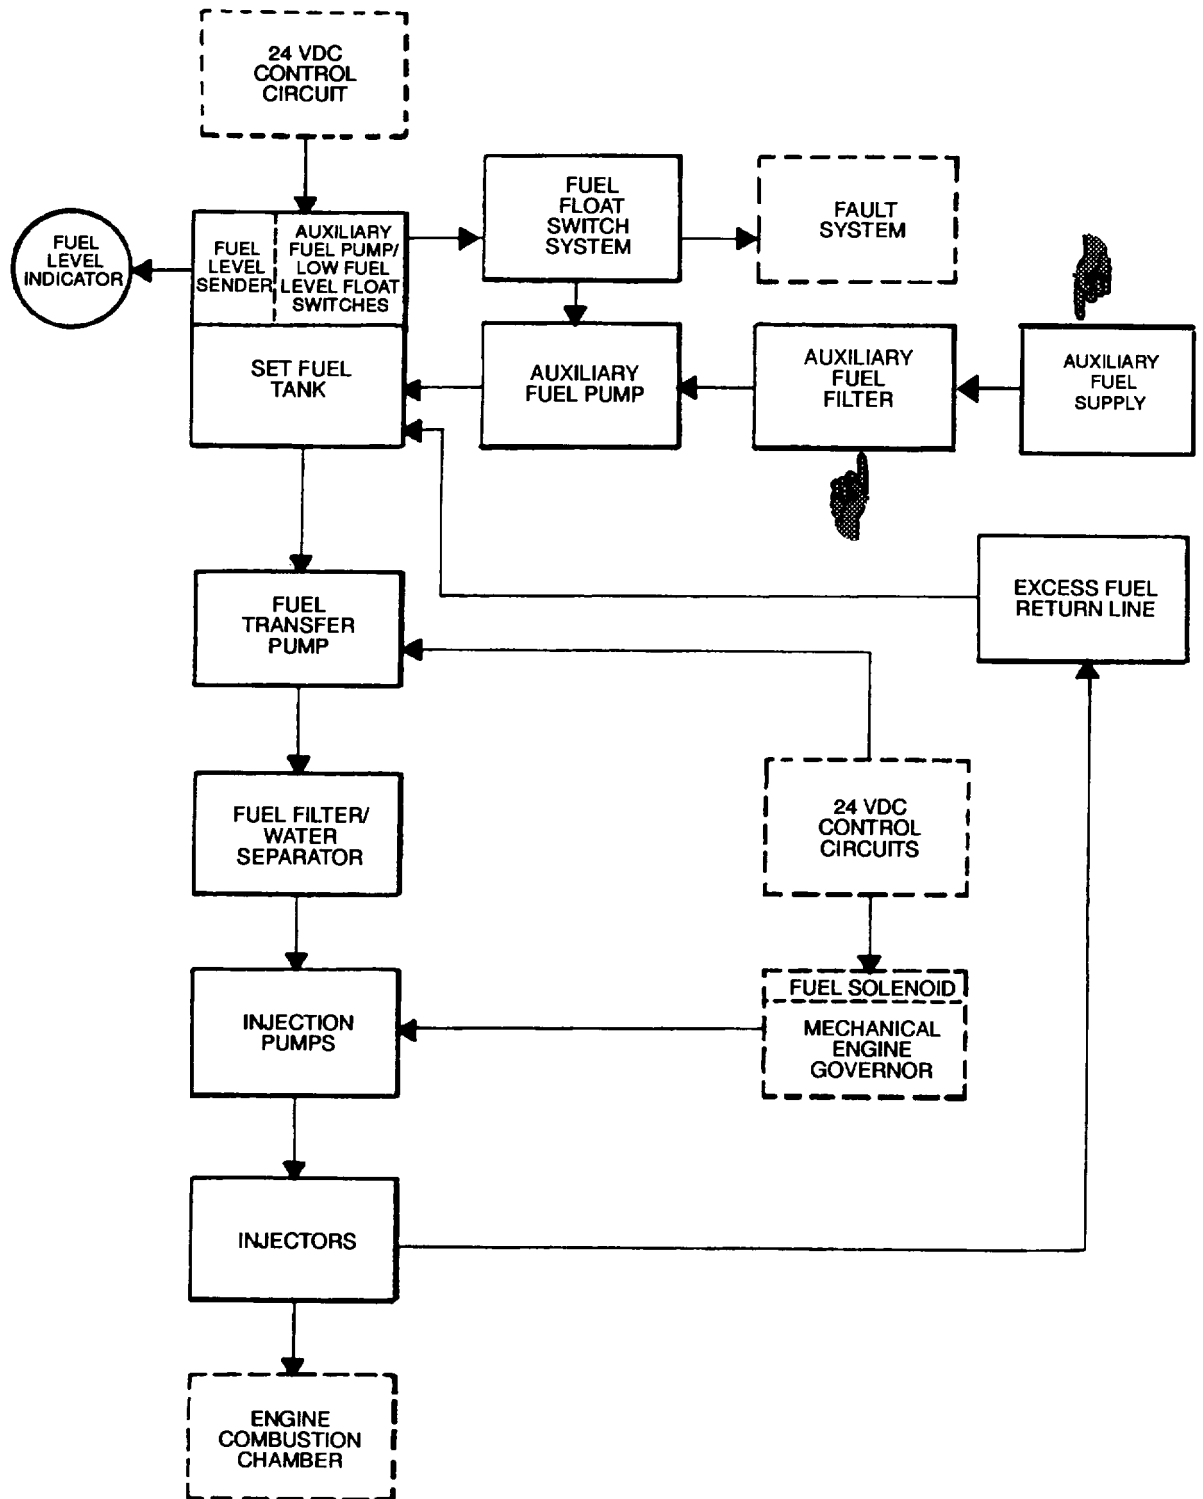 24 VDC
CONTROL
CIRCUIT
FUEL
LEVEL
INDICATOR
FUEL
LEVEL
SENDER
AUXILIARY
FUEL PUMP/
LOW FUEL
LEVEL FLOAT
SWITCHES
FUEL
FLOAT
SWITCH
SYSTEM
FAULT
SYSTEM
SET FUEL
TANK
AUXILIARY
FUEL PUMP
AUXILIARY
FUEL
FILTER
AUXILIARY
FUEL
SUPPLY
EXCESS FUEL
RETURN LINE
FUEL
TRANSFER
PUMP
FUEL FILTER/
WATER
SEPARATOR
24 VDC
CONTROL
CIRCUITS
FUEL SOLENOID
MECHANICAL
ENGINE
GOVERNOR
INJECTION
PUMPS
INJECTORS
ENGINE
COMBUSTION
CHAMBER